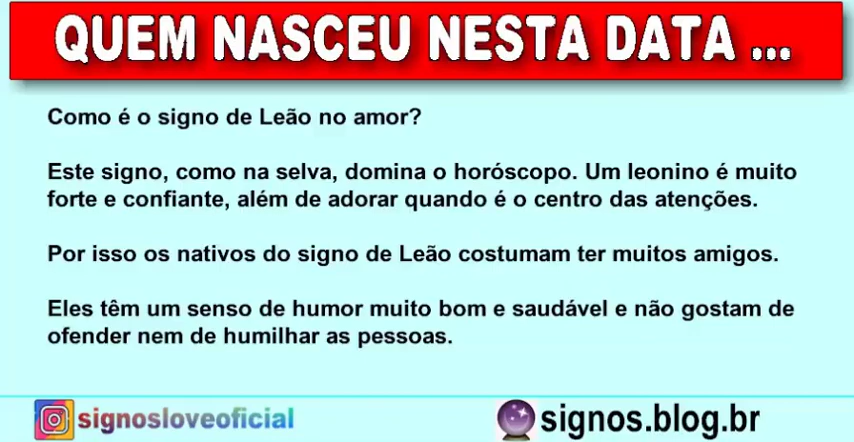 QUEM NASCEU NESTA DATA ...
Como é o signo de Leão no amor?
Este signo, como na selva, domina o horóscopo. Um leonino é muito
forte e confiante, além de adorar quando é o centro das atenções.
Por isso os nativos do signo de Leão costumam ter muitos amigos.
Eles têm um senso de humor muito bom e saudável e não gostam de
ofender nem de humilhar as pessoas.
signosloveoficial
signos.blog.br